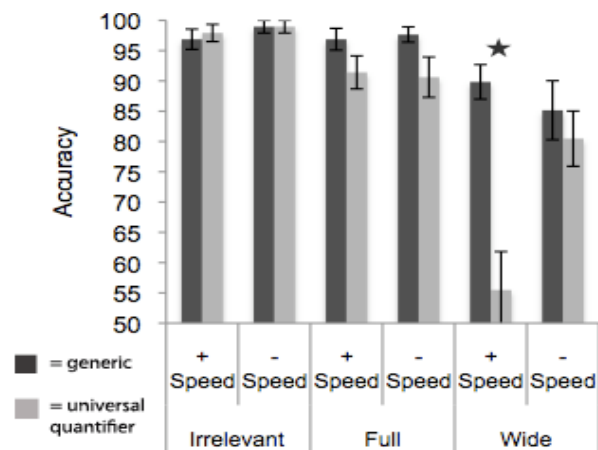 100
95
90
85
80
75
70
65
60
55
50
Accuracy
+ - + - + -
Speed Speed Speed Speed Speed Speed
Irrelevant Full Wide
= generic
= universal
quantifier